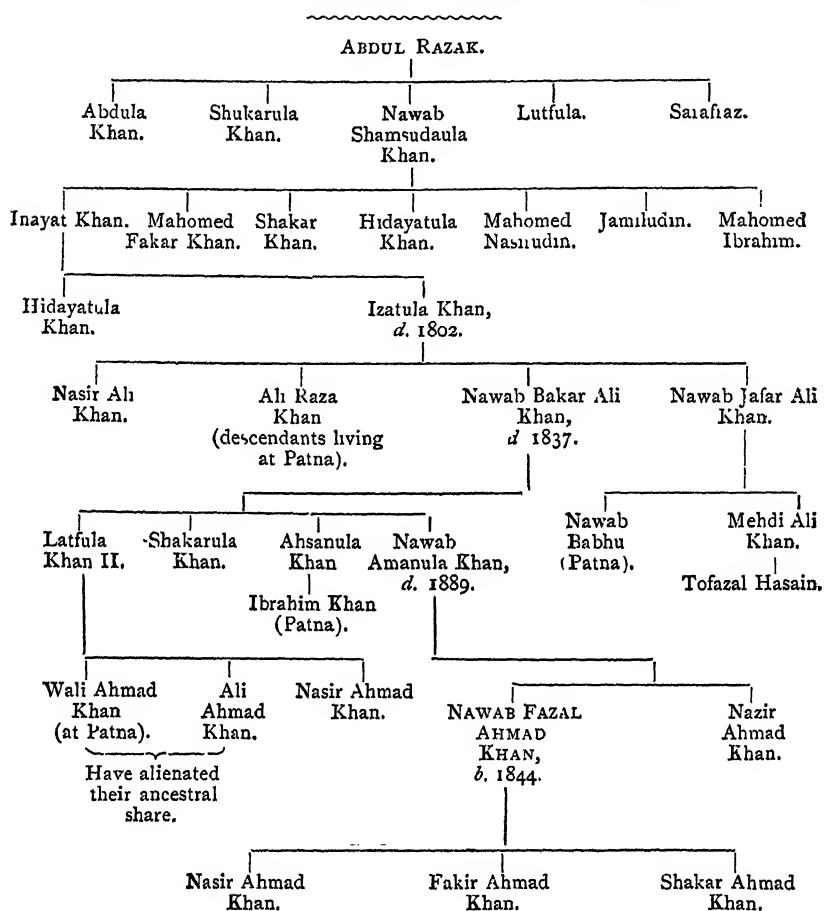 ABDUL RAZAK.
Abdula Khan.
Shukarula Khan.
Nawab Shamsudaula Khan.
Lutfula.
Sarafraz.
Inayat Khan.
Mahomed Fakar Khan.
Shakar Khan.
Hidayatula Khan.
Mahomed Nasirudin.
Jamiludin.
Mahomed Ibrahim.
Hidayatula Khan.
Izatula Khan,
d. 1802.
Nasir Ali Khan.
Ali Raza Khan
(descendants living at Patna).
Nawab Bakar Ali Khan,
d 1837.
Nawab Jafar Ali Khan.
Latfula Khan II.
Shakarula Khan.
Ahsanula Khan
Nawab Amanula Khan,
d. 1889.
Nawab Babhu (Patna).
Mehdi Ali Khan.
Ibrahim Khan (Patna).
Tofazal Hasain.
Wali Ahmad Khan (at Patna).
Ali Ahmad Khan.
Nasir Ahmad Khan.
NAWAB FAZAL AHMAD KHAN,
b. 1844.
Nazir Ahmad Khan.
Have alienated their ancestral share.
Nasir Ahmad Khan.
Fakir Ahmad Khan.
Shakar Ahmad Khan.